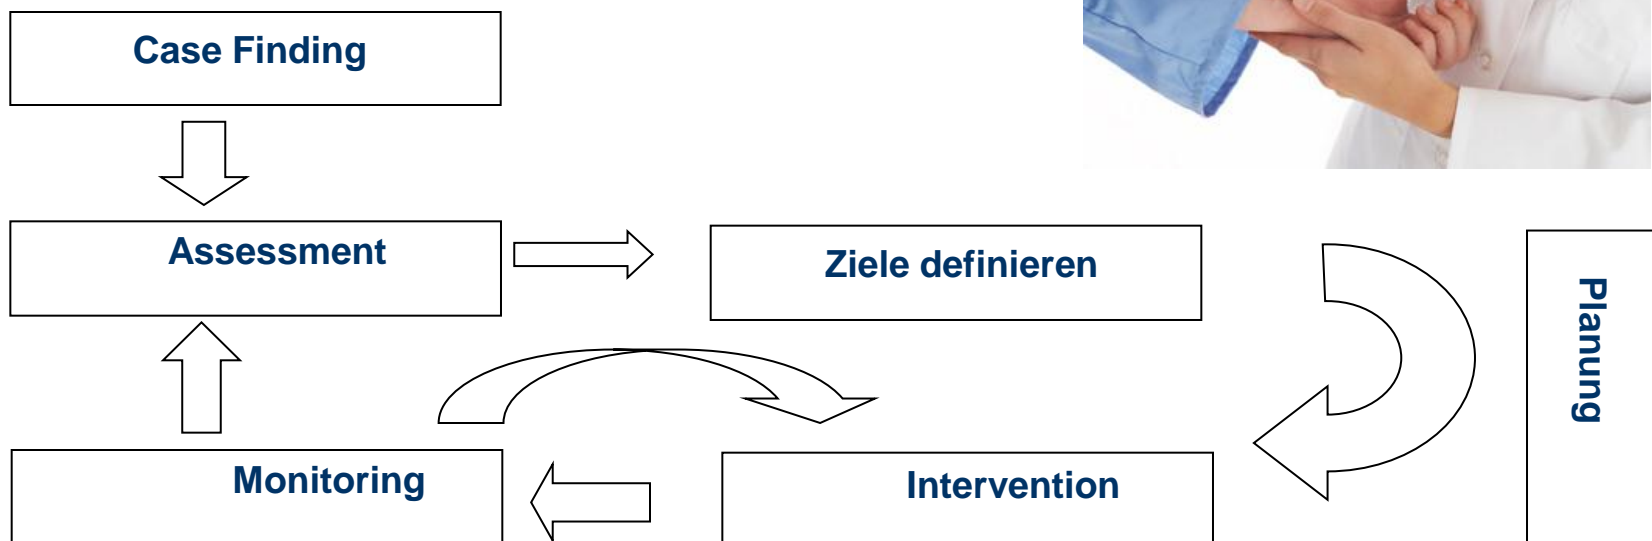 Case Finding
Assessment
Ziele definieren
Planung
Monitoring
Intervention